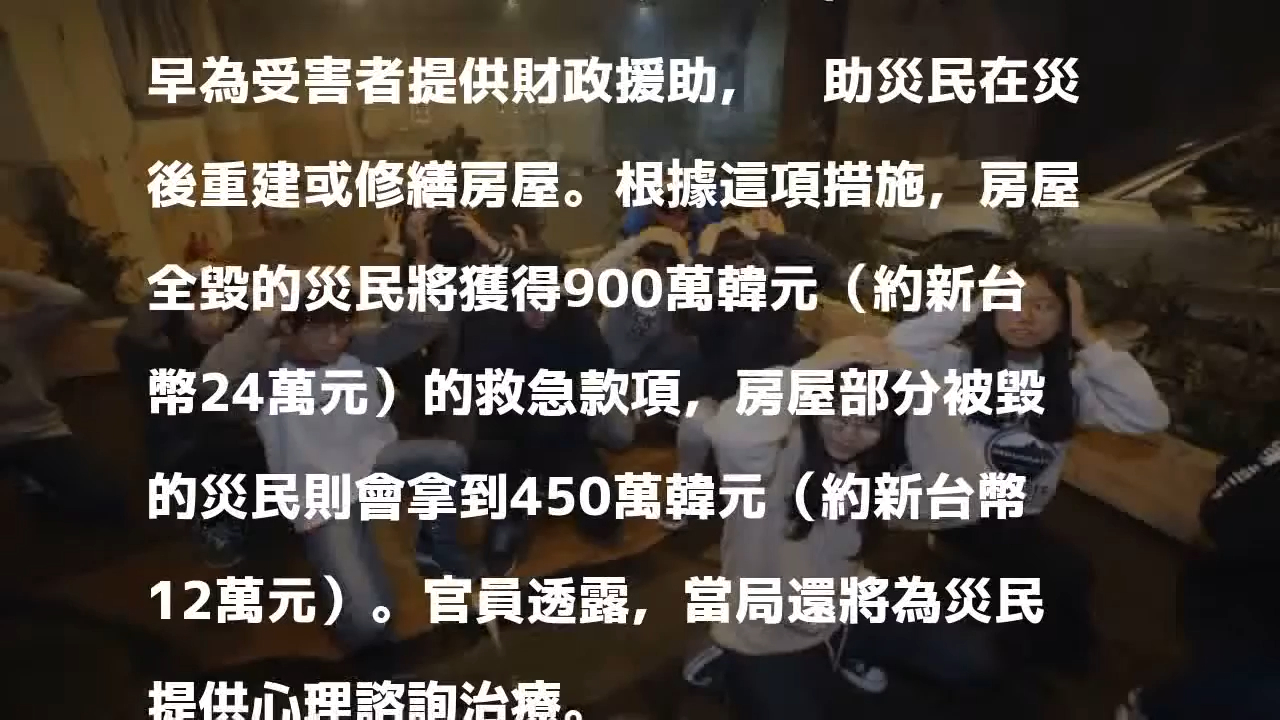 早為受害者提供財政援助,　助災民在災
後重建或修繕房屋。根據這項措施,房屋
全毀的災民將獲得900萬韓元（約新台
幣24萬元）的救急款項,房屋部分被毀
的災民則會拿到450萬韓元（約新台幣
12萬元）。官員透露,當局還將為災民
提供心理諮詢治療。